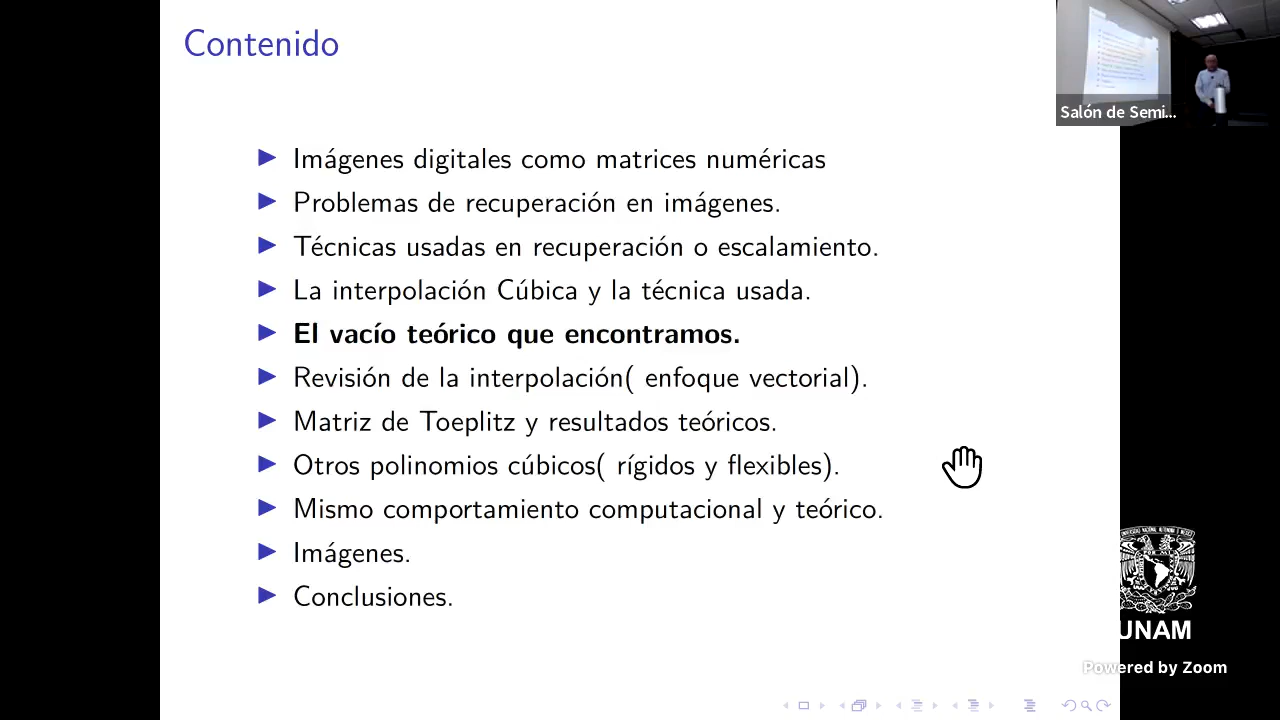 Contenido
Salón de Semi...
Imágenes digitales como matrices numéricas
Problemas de recuperación en imágenes.
Técnicas usadas en recuperación o escalamiento.
La interpolación Cúbica y la técnica usada.
El vacío teórico que encontramos.
Revisión de la interpolación( enfoque vectorial).
Matriz de Toeplitz y resultados teóricos.
Otros polinomios cúbicos( rígidos y flexibles).
Mismo comportamiento computacional y teórico.
Imágenes.
Conclusiones.
UNAM
Powered by Zoom